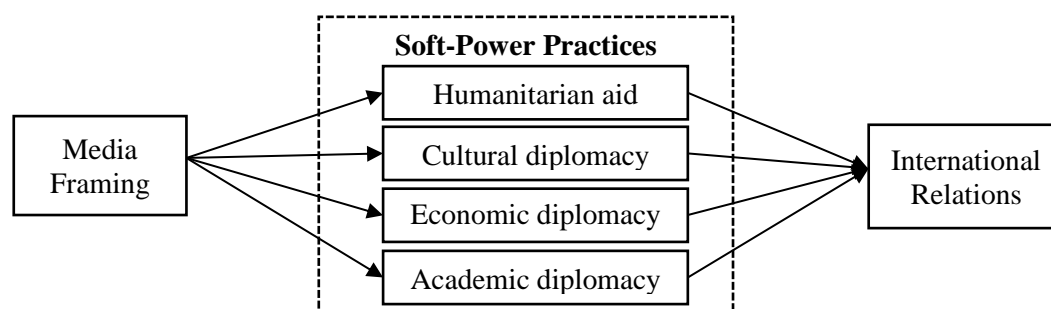 Soft-Power Practices
Media
Framing
Humanitarian aid
Cultural diplomacy
Economic diplomacy
Academic diplomacy
International
Relations